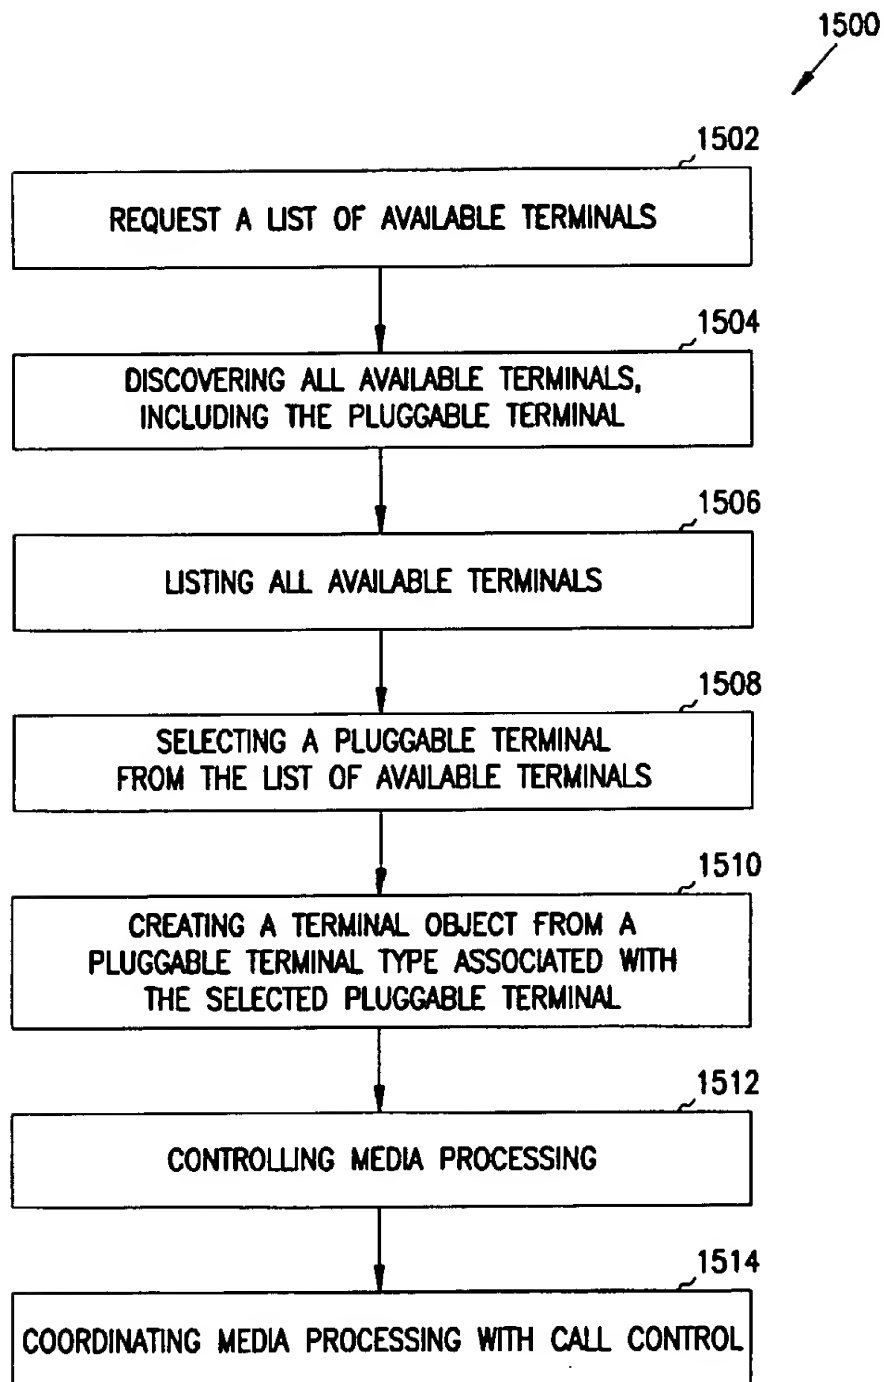 1500
1502
REQUEST A LIST OF AVAILABLE TERMINALS
1504
DISCOVERING ALL AVAILABLE TERMINALS,
INCLUDING THE PLUGGABLE TERMINAL
1506
LISTING ALL AVAILABLE TERMINALS
1508
SELECTING A PLUGGABLE TERMINAL
FROM THE LIST OF AVAILABLE TERMINALS
1510
CREATING A TERMINAL OBJECT FROM A
PLUGGABLE TERMINAL TYPE ASSOCIATED WITH
THE SELECTED PLUGGABLE TERMINAL
1512
CONTROLLING MEDIA PROCESSING
1514
COORDINATING MEDIA PROCESSING WITH CALL CONTROL